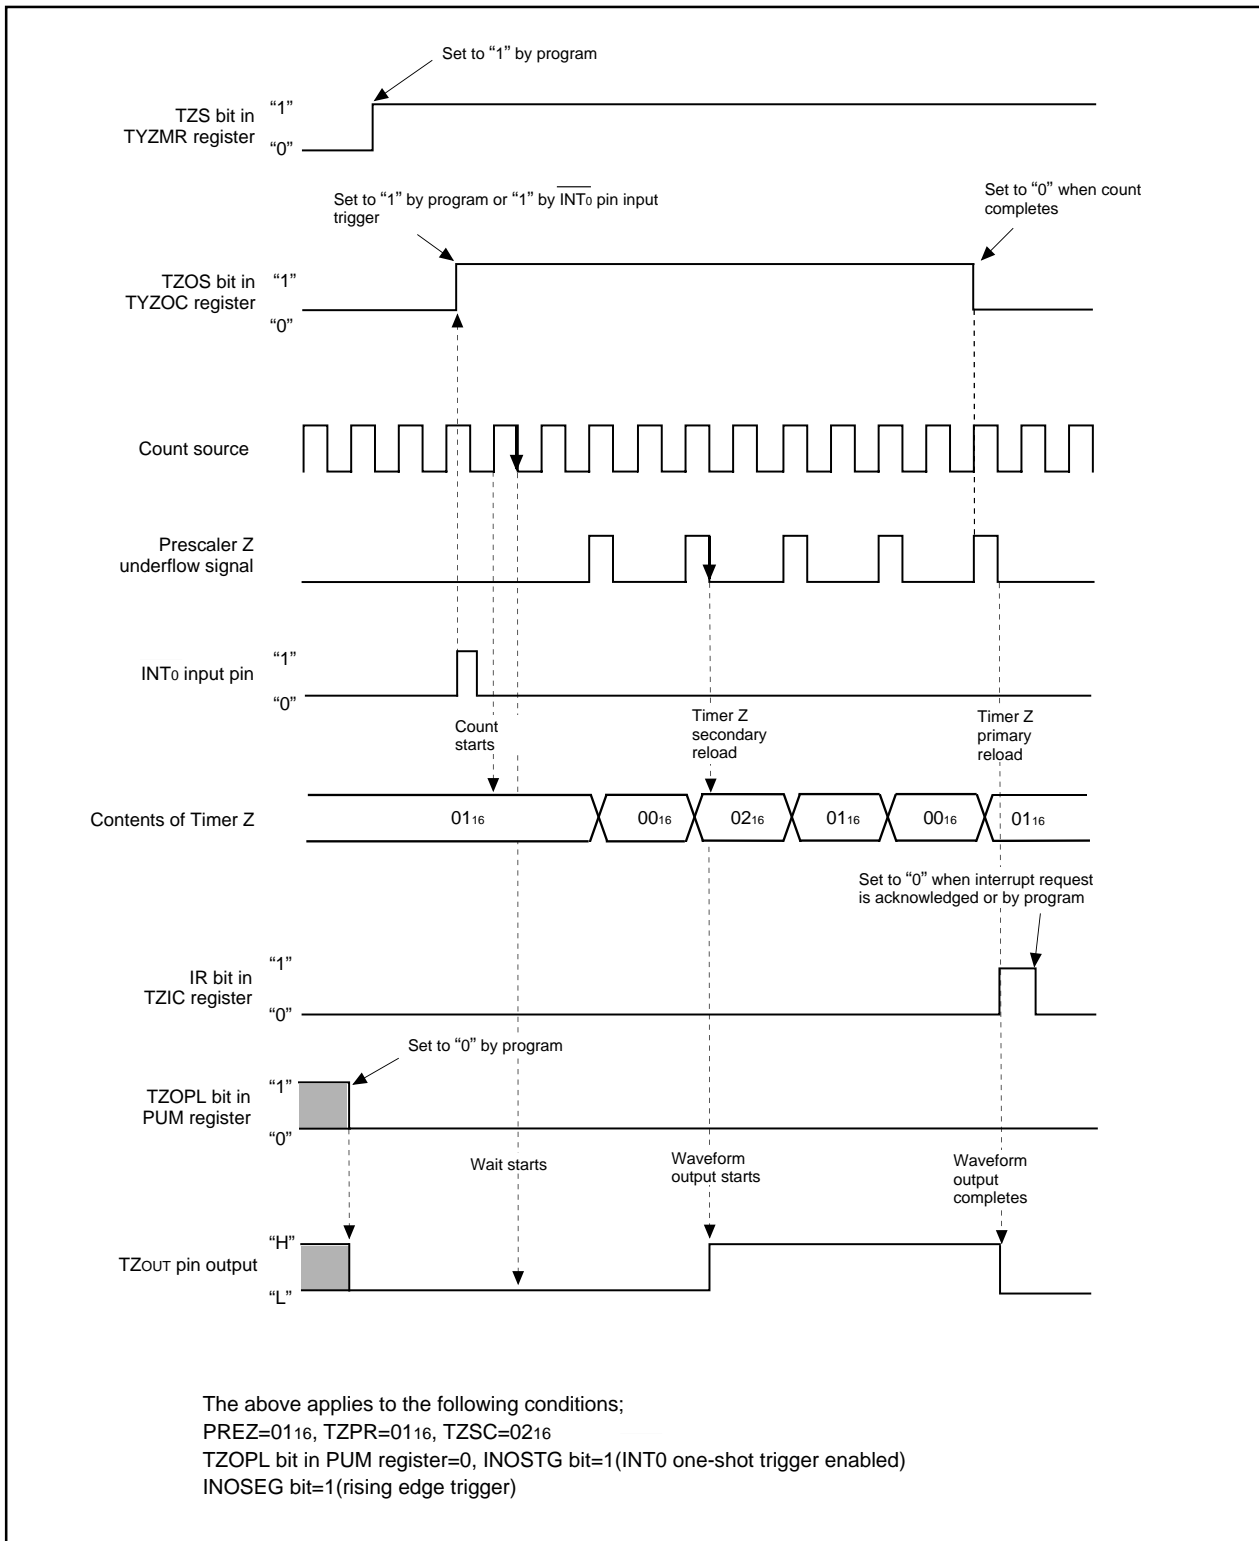 Set to “1” by program
TZS bit in
TYZMR register
“1”
“0”
Set to “1” by program or “1” by INT0 pin input
trigger
Set to “0” when count
completes
TZOS bit in
TYZOC register
“1”
“0”
Count source
Prescaler Z
underflow signal
INT0 input pin
“1”
“0”
Count
starts
Timer Z
secondary
reload
Timer Z
primary
reload
Contents of Timer Z
0116
0016
0216
0116
0016
0116
Set to “0” when interrupt request
is acknowledged or by program
IR bit in
TZIC register
“1”
“0”
Set to “0” by program
TZOPL bit in
PUM register
“1”
“0”
Wait starts
Waveform
output starts
Waveform
output
completes
TZOUT pin output
“H”
“L”
The above applies to the following conditions;
PREZ=0116, TZPR=0116, TZSC=0216
TZOPL bit in PUM register=0, INOSTG bit=1(INT0 one-shot trigger enabled)
INOSEG bit=1(rising edge trigger)